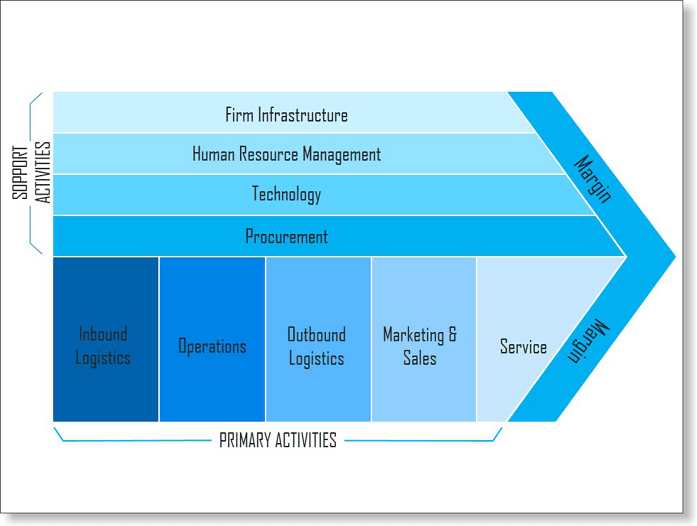 SOPPORT
ACTIVITIES
Firm Infrastructure
Human Resource Management
Technology
Procurement
Margin
Inbound
Logistics
Operations
Outbound
Logistics
Marketing &
Sales
Service
Margin
PRIMARY ACTIVITIES